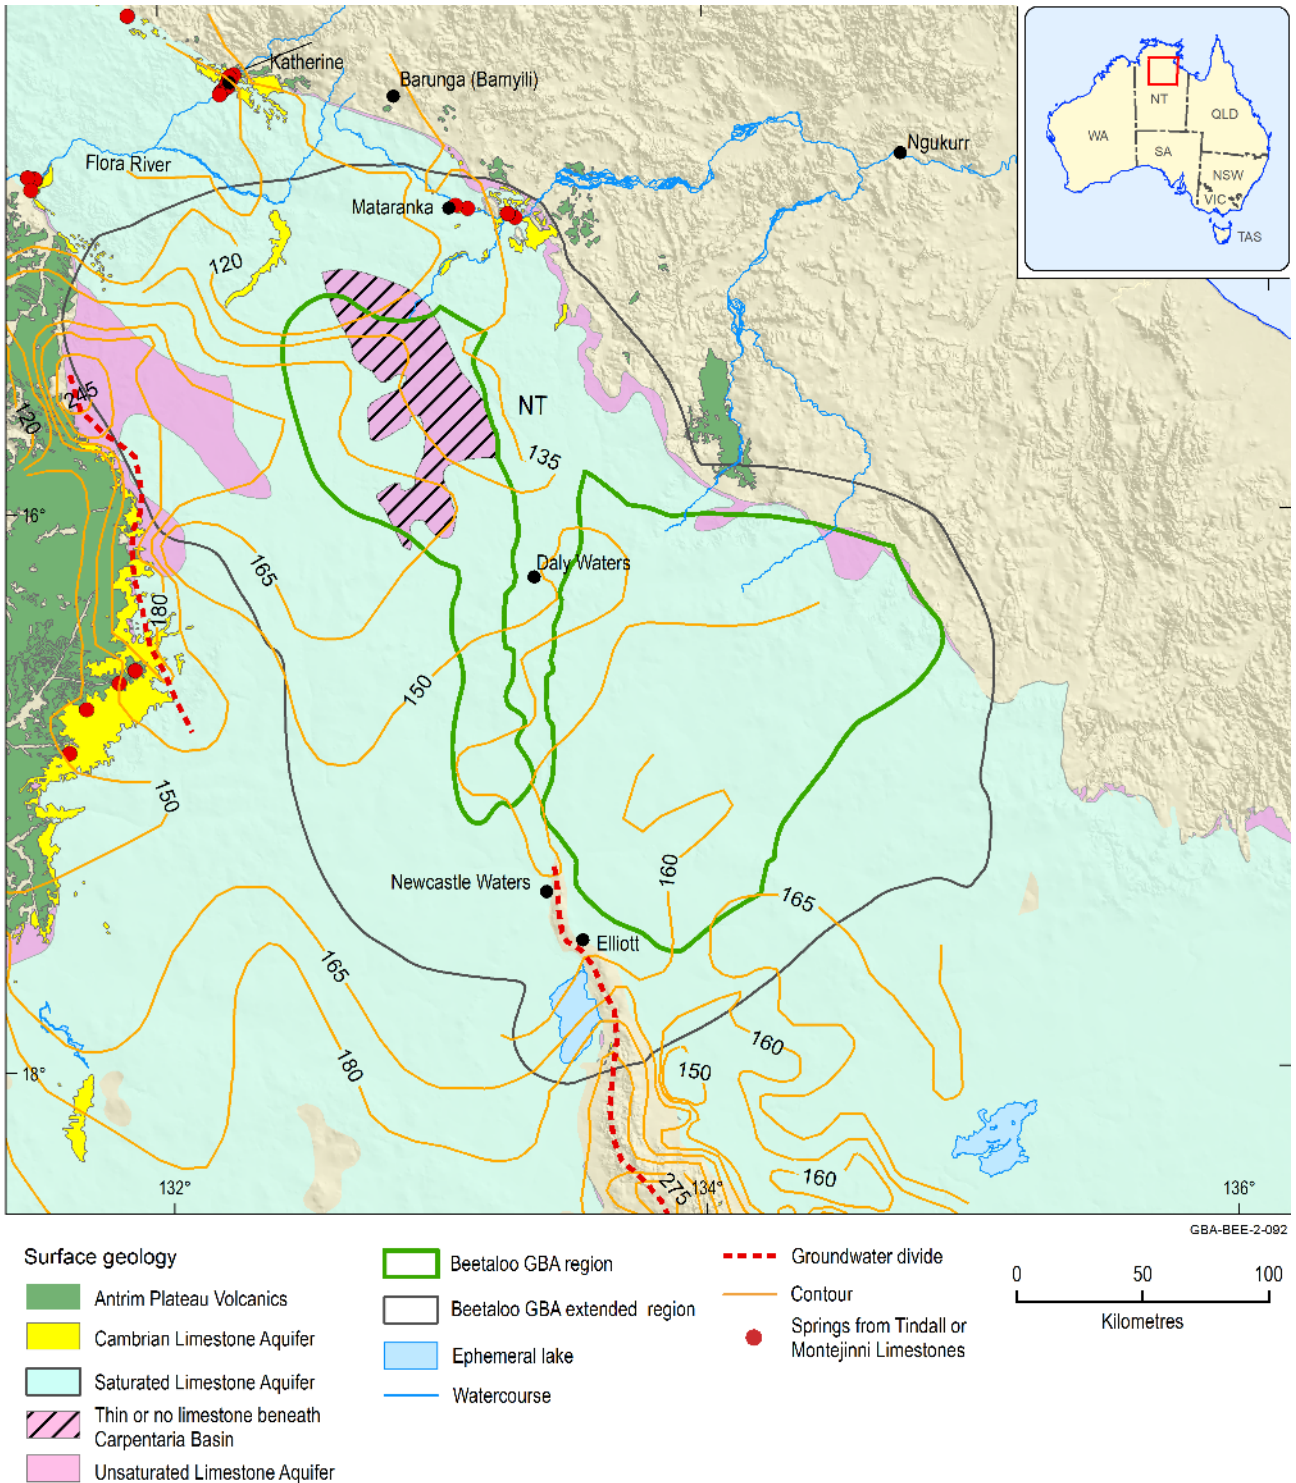 Katherine
Barunga (Bamyili)
Ngukurr
Flora River
Mataranka
120
245
120
NT
135
16°
165
Daly Waters
180
150
150
160
165
Newcastle Waters
Elliott
165
160
180
150
18°
160
275
132°
134°
136°
WA
NT
QLD
SA
NSW
VIC
TAS
GBA-BEE-2-092
Surface geology
Antrim Plateau Volcanics
Cambrian Limestone Aquifer
Saturated Limestone Aquifer
Thin or no limestone beneath
Carpentaria Basin
Unsaturated Limestone Aquifer
Beetaloo GBA region
Beetaloo GBA extended region
Ephemeral lake
Watercourse
Groundwater divide
Contour
Springs from Tindall or
Montejinni Limestones
0 50 100
Kilometres